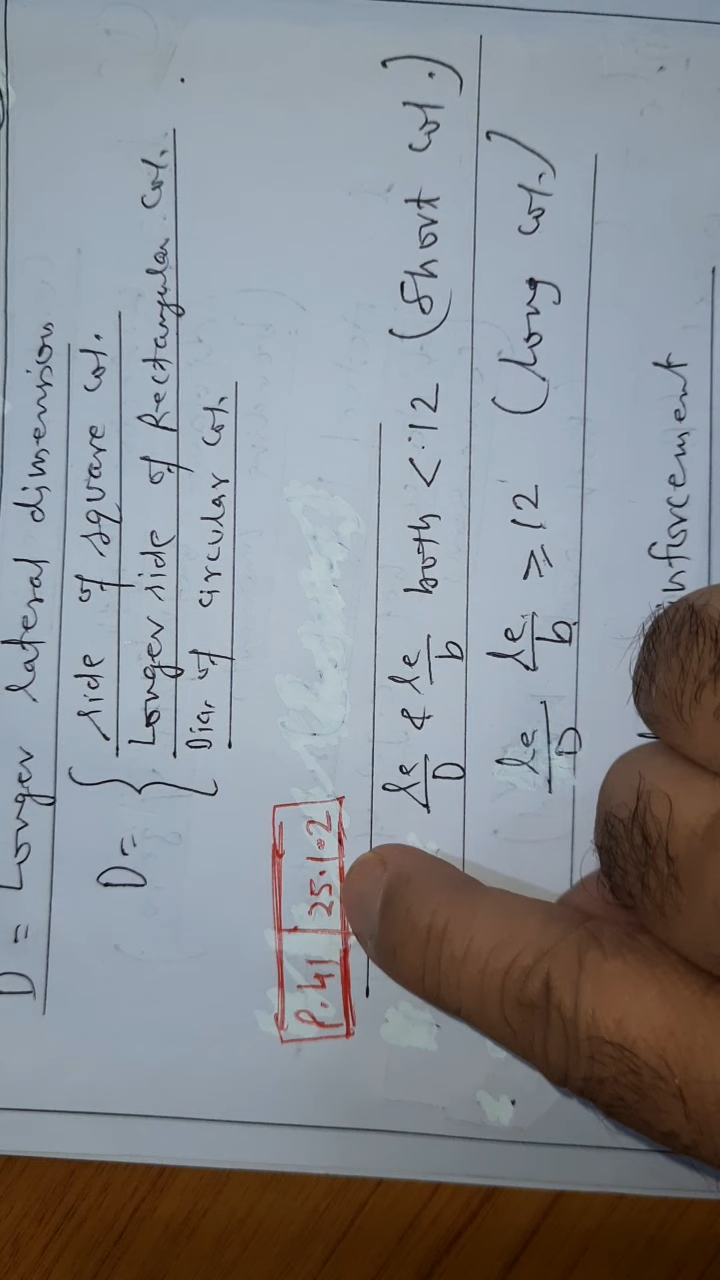 D = Longer lateral dimension
D = { side of square col.
Longer side of Rectangular col.
Dia. of circular col.
P.41 25.1.2
le/D & le/b both < 12 (Short col.)
le/D le/b ≥ 12 (long col.)
inforcement